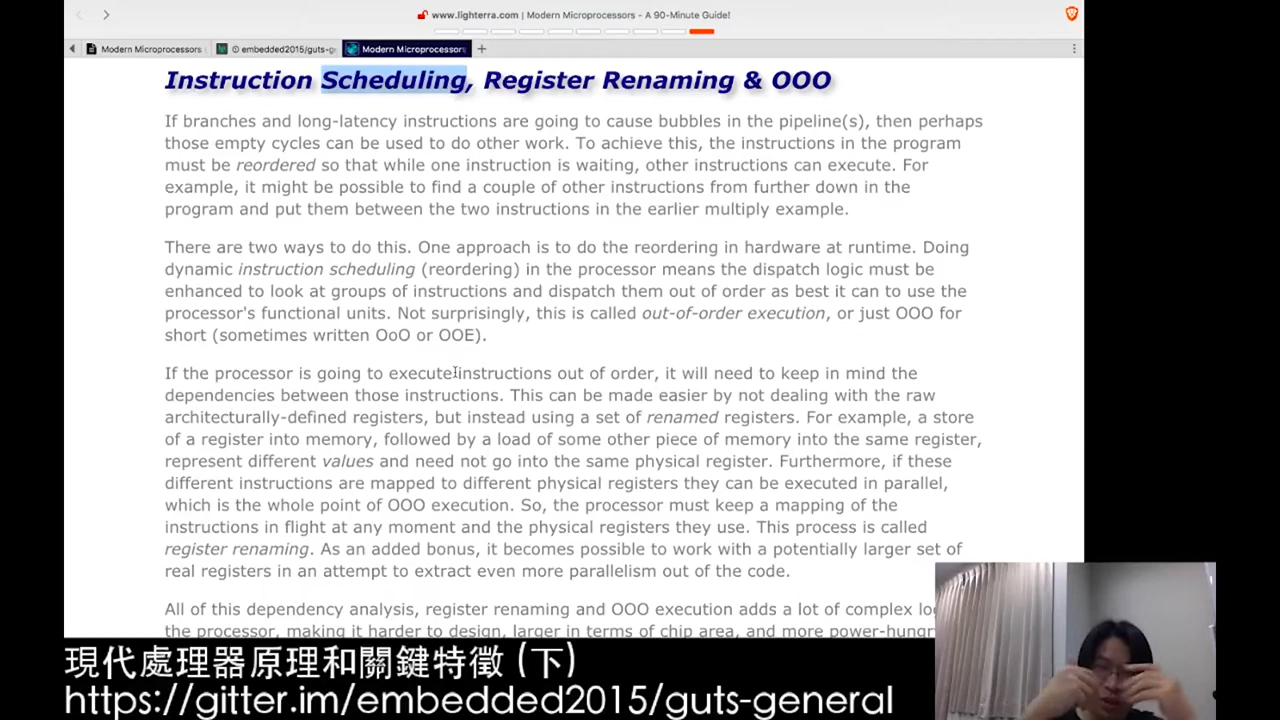 www.lighterra.com | Modern Microprocessors - A 90-Minute Guide!
Modern Microprocessors
embedded2015/guts-g
Modern Microprocessors
Instruction Scheduling, Register Renaming & OOO
If branches and long-latency instructions are going to cause bubbles in the pipeline(s), then perhaps
those empty cycles can be used to do other work. To achieve this, the instructions in the program
must be reordered so that while one instruction is waiting, other instructions can execute. For
example, it might be possible to find a couple of other instructions from further down in the
program and put them between the two instructions in the earlier multiply example.
There are two ways to do this. One approach is to do the reordering in hardware at runtime. Doing
dynamic instruction scheduling (reordering) in the processor means the dispatch logic must be
enhanced to look at groups of instructions and dispatch them out of order as best it can to use the
processor's functional units. Not surprisingly, this is called out-of-order execution, or just OOO for
short (sometimes written OoO or OOE).
If the processor is going to execute instructions out of order, it will need to keep in mind the
dependencies between those instructions. This can be made easier by not dealing with the raw
architecturally-defined registers, but instead using a set of renamed registers. For example, a store
of a register into memory, followed by a load of some other piece of memory into the same register,
represent different values and need not go into the same physical register. Furthermore, if these
different instructions are mapped to different physical registers they can be executed in parallel,
which is the whole point of OOO execution. So, the processor must keep a mapping of the
instructions in flight at any moment and the physical registers they use. This process is called
register renaming. As an added bonus, it becomes possible to work with a potentially larger set of
real registers in an attempt to extract even more parallelism out of the code.
All of this dependency analysis, register renaming and OOO execution adds a lot of complex lo
the processor, making it harder to design, larger in terms of chip area, and more power-hungr
現代處理器原理和關鍵特徵 (下)
https://gitter.im/embedded2015/guts-general